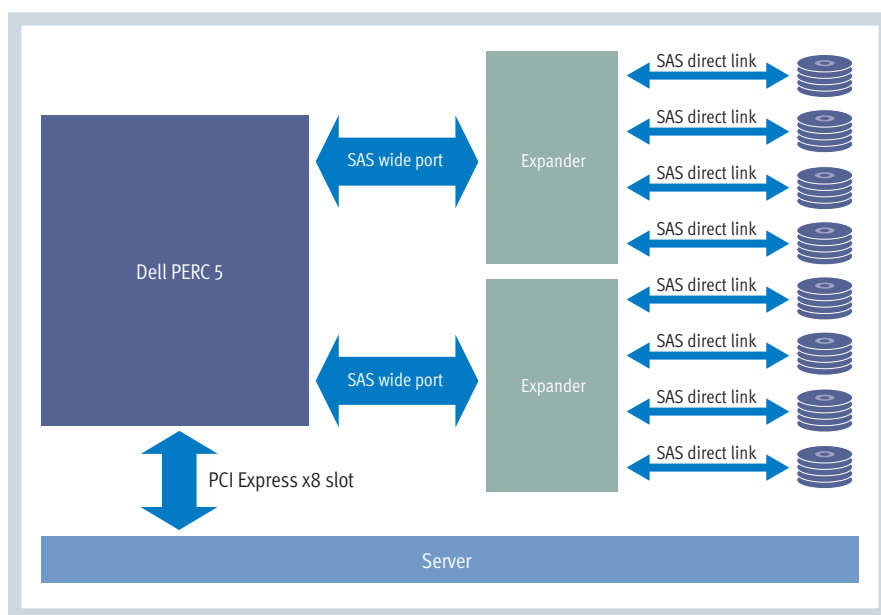 SAS direct link
SAS direct link
SAS wide port
Expander
SAS direct link
SAS direct link
Dell PERC 5
SAS direct link
SAS direct link
SAS wide port
Expander
SAS direct link
SAS direct link
PCI Express x8 slot
Server